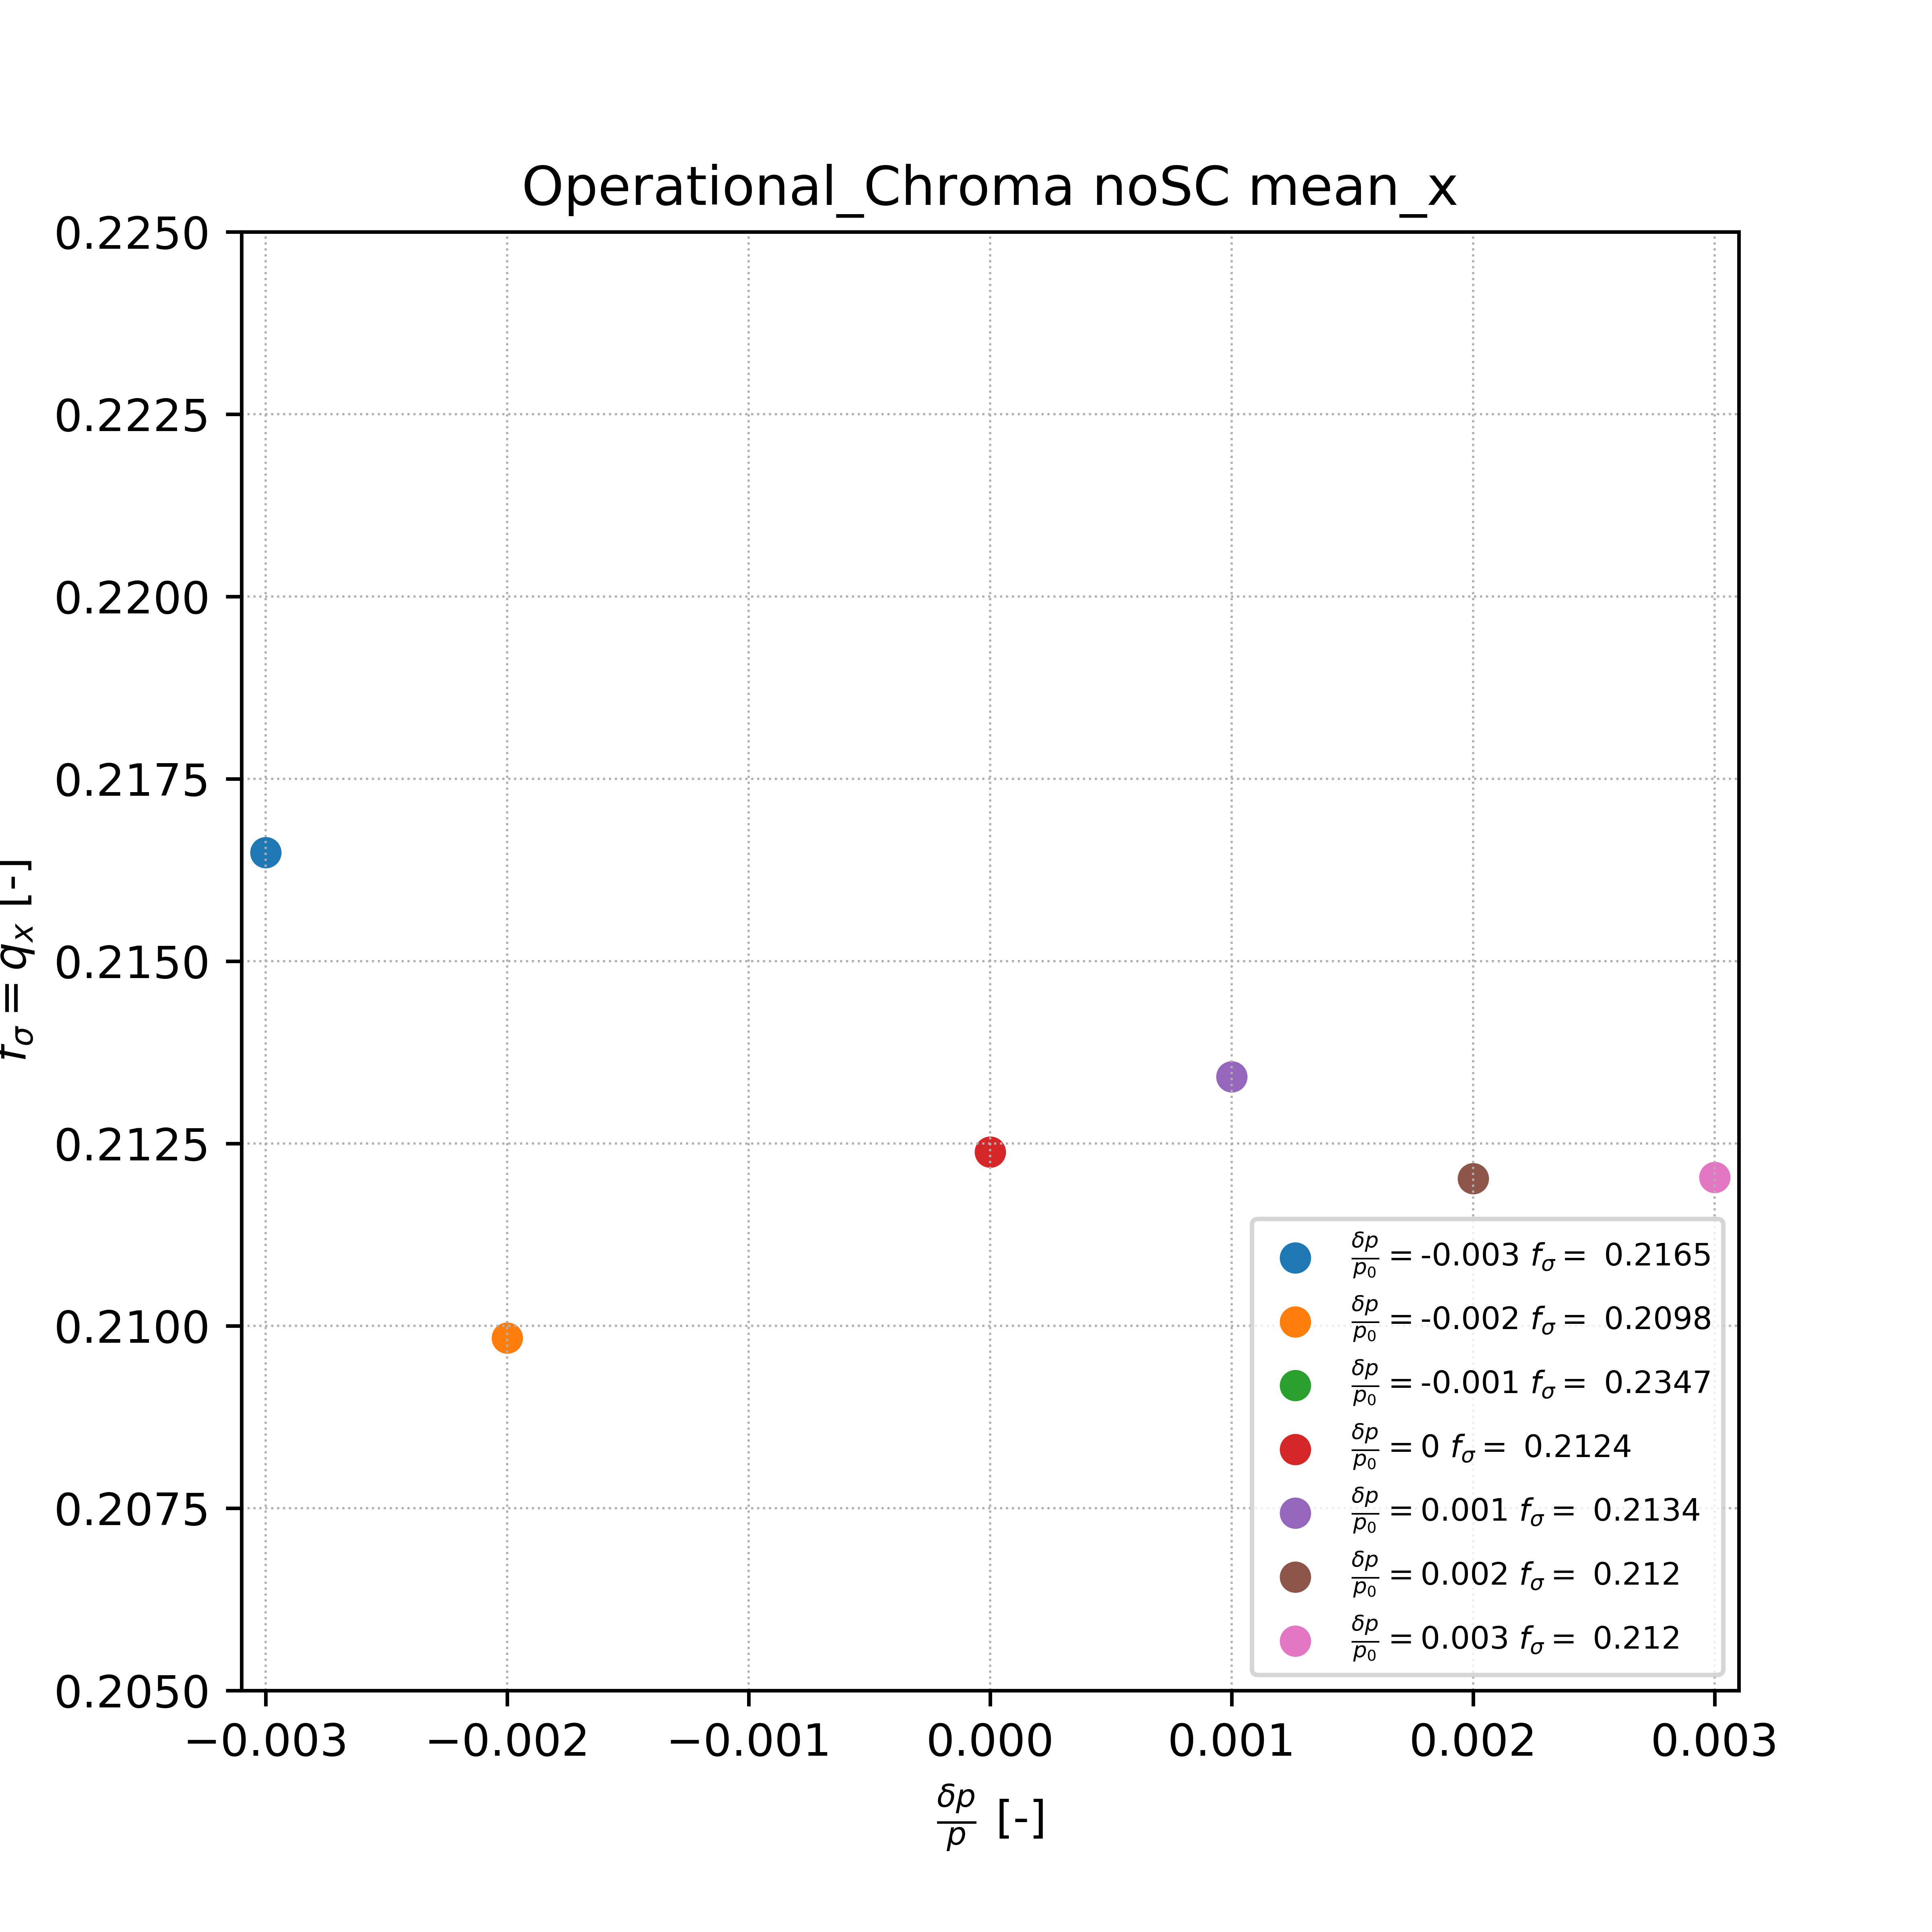 Operational_Chroma noSC mean_x
0.2250
0.2225
0.2200
0.2175
0.2150
0.2125
0.2100
0.2075
0.2050
f_σ = q_x [-]
−0.003 −0.002 −0.001 0.000 0.001 0.002 0.003
δp/p [-]
δp/p₀ = -0.003 f_σ = 0.2165
δp/p₀ = -0.002 f_σ = 0.2098
δp/p₀ = -0.001 f_σ = 0.2347
δp/p₀ = 0 f_σ = 0.2124
δp/p₀ = 0.001 f_σ = 0.2134
δp/p₀ = 0.002 f_σ = 0.212
δp/p₀ = 0.003 f_σ = 0.212